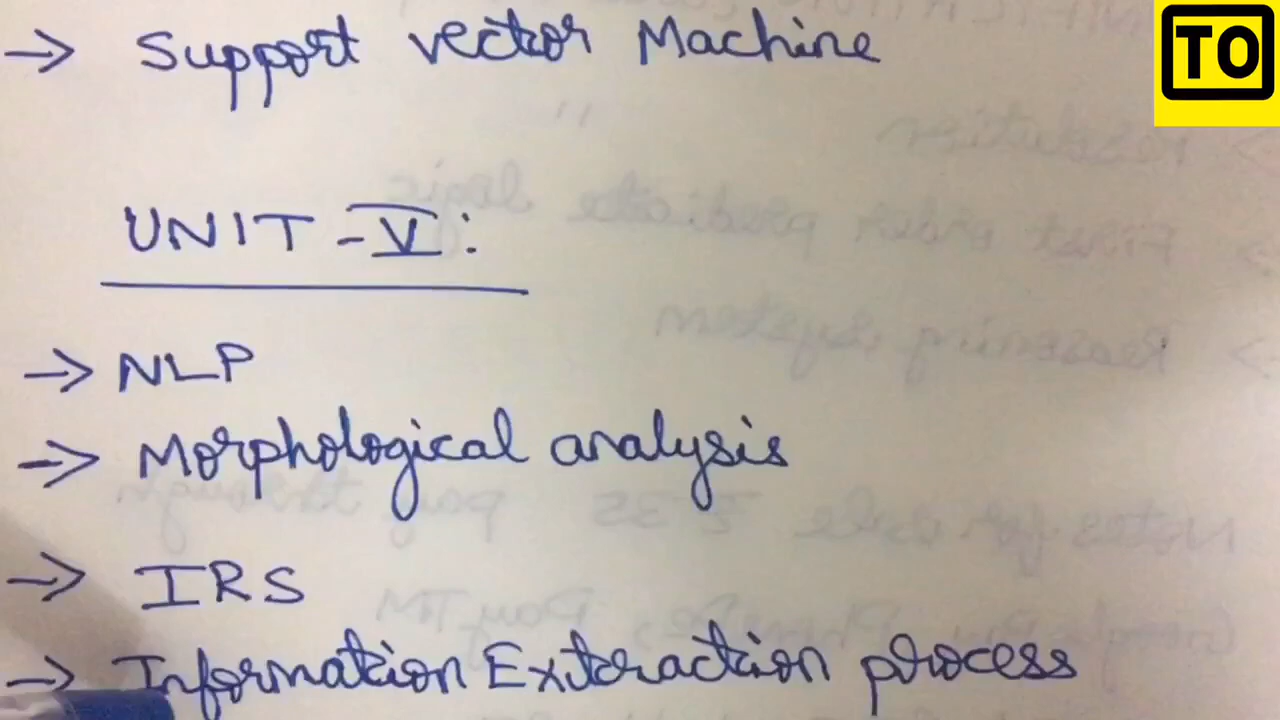 TO
→ Support vector Machine
UNIT - V:
→ NLP
→ Morphological analysis
→ IRS
→ Information Extraction process